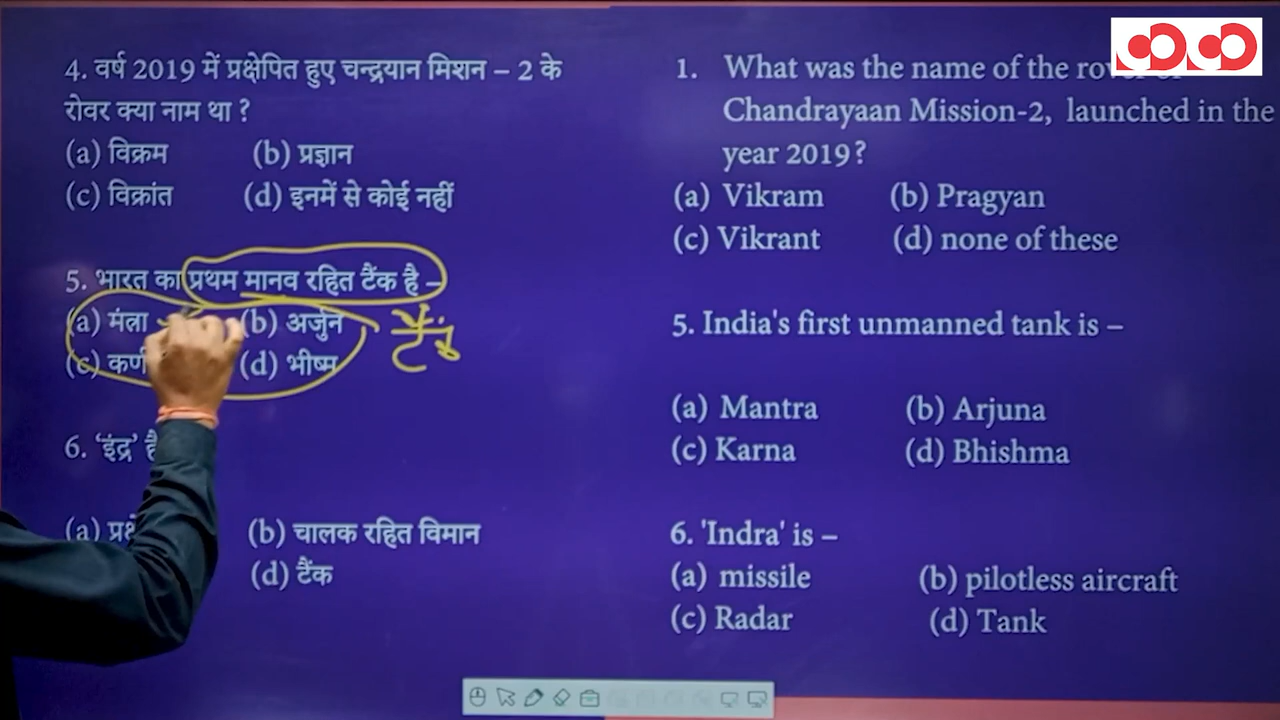 4. वर्ष 2019 में प्रक्षेपित हुए चन्द्रयान मिशन – 2 के
रोवर क्या नाम था ?
(a) विक्रम (b) प्रज्ञान
(c) विक्रांत (d) इनमें से कोई नहीं
5. भारत का प्रथम मानव रहित टैंक है –
(a) मंत्रा (b) अर्जुन
(c) (d) भीष्म
6. 'इंद्र'
(a) (b) चालक रहित विमान
(d) टैंक
1. What was the name of the
Chandrayaan Mission-2, launched in the
year 2019?
(a) Vikram (b) Pragyan
(c) Vikrant (d) none of these
5. India's first unmanned tank is –
(a) Mantra (b) Arjuna
(c) Karna (d) Bhishma
6. 'Indra' is –
(a) missile (b) pilotless aircraft
(c) Radar (d) Tank